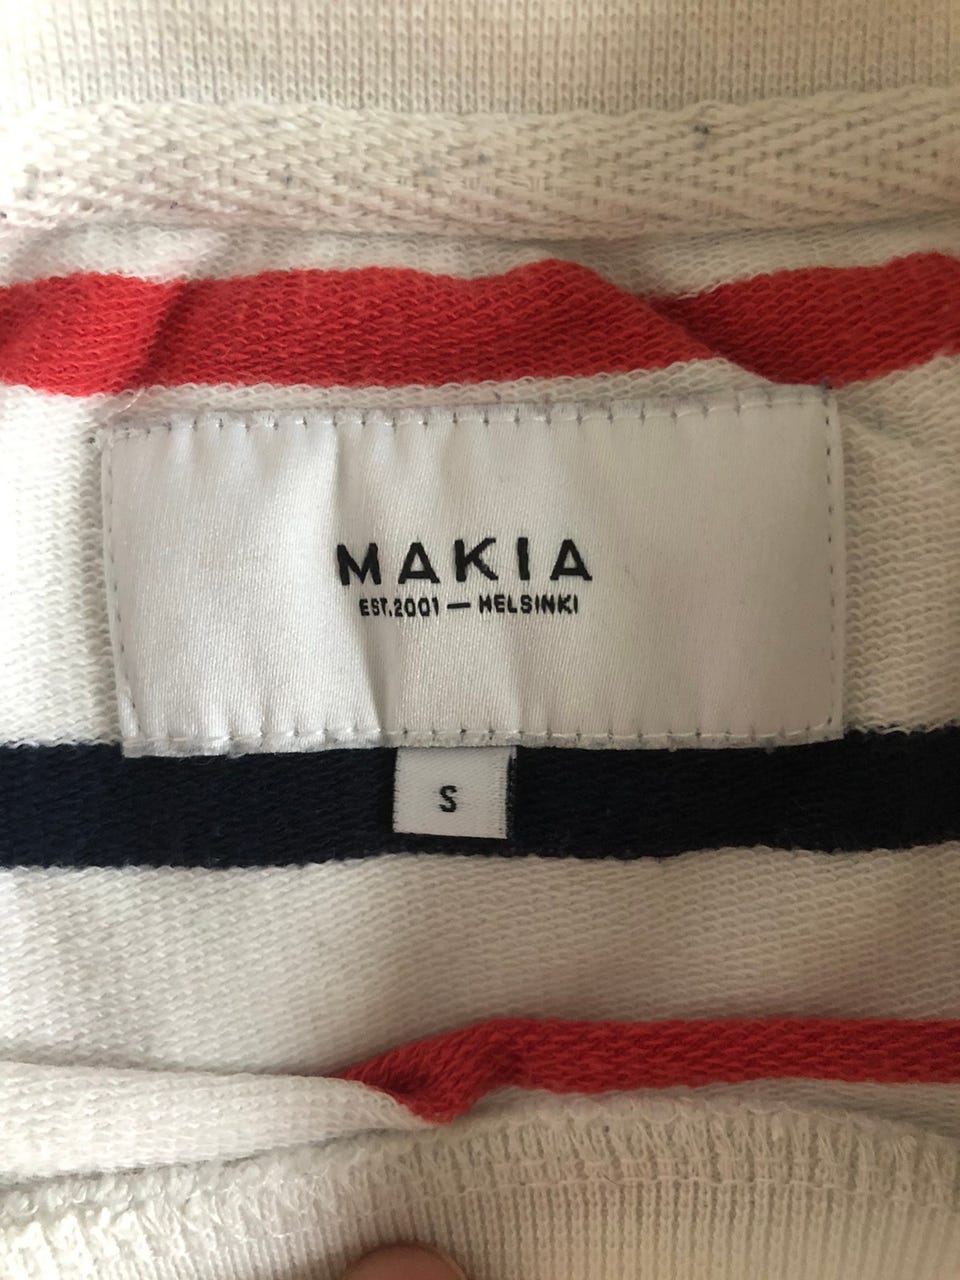 MAKIA
EST.2001 — HELSINKI
S